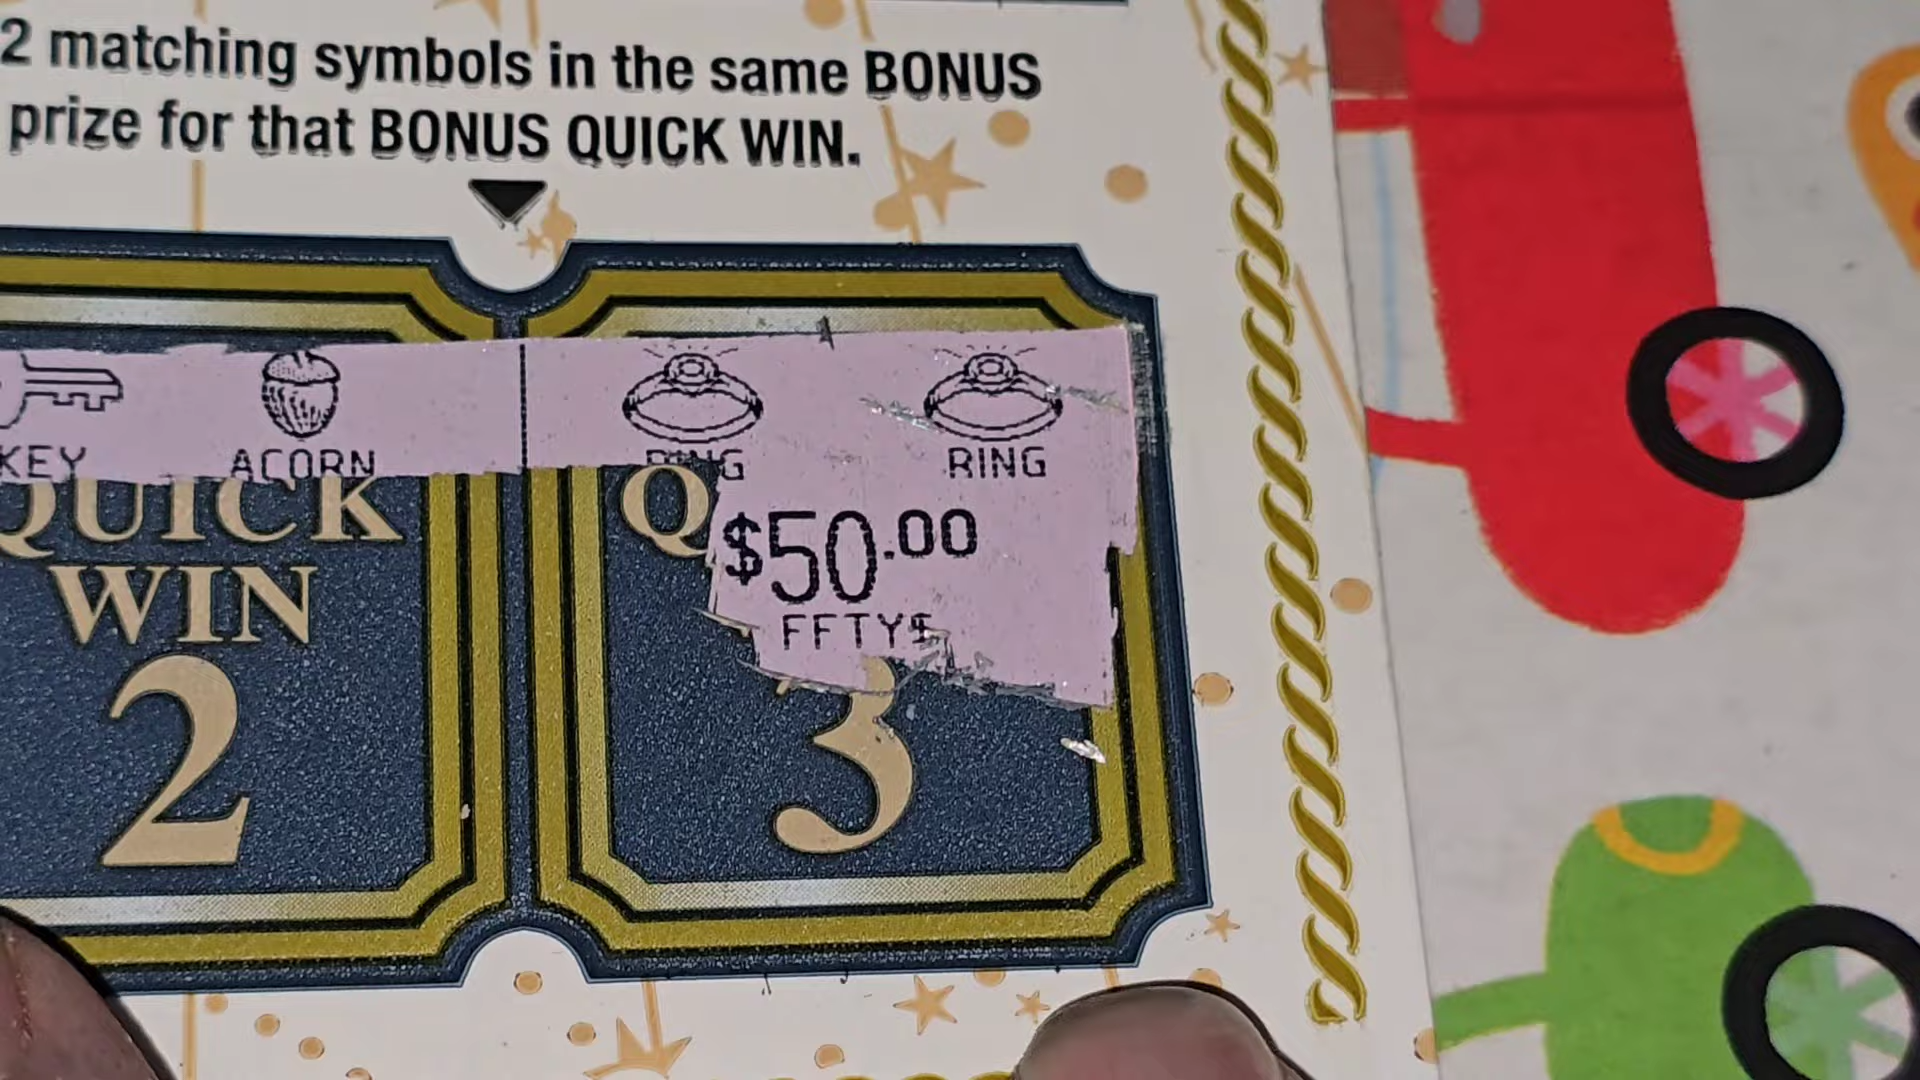 2 matching symbols in the same BONUS
prize for that BONUS QUICK WIN.
KEY ACORN
RING RING
QUICK
WIN
2
Q
$50.00
FFTY$
3